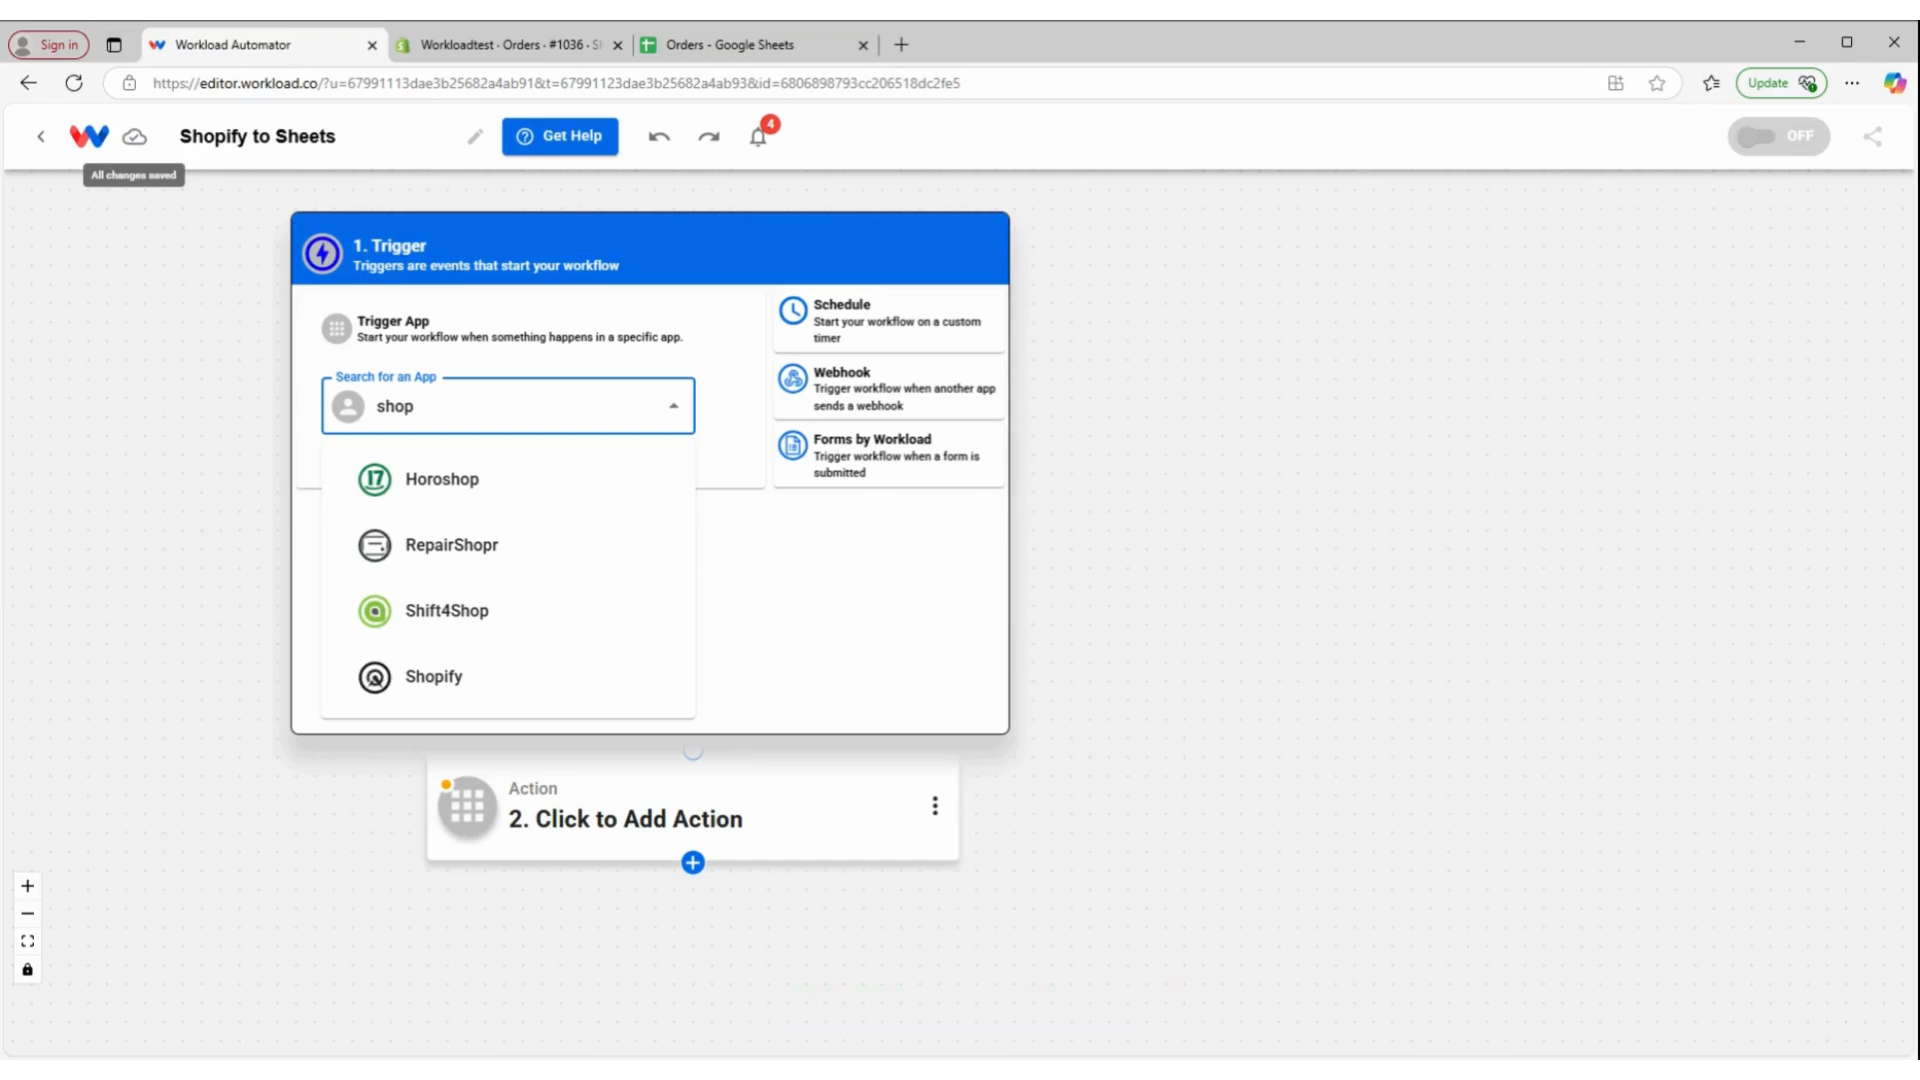 Sign in
Workload Automator
Workloadtest · Orders · #1036 · S
Orders - Google Sheets
https://editor.workload.co/?u=67991113dae3b25682a4ab91&t=67991123dae3b25682a4ab93&id=6806898793cc206518dc2fe5
Update
Shopify to Sheets
Get Help
4
OFF
All changes saved
1. Trigger
Triggers are events that start your workflow
Trigger App
Start your workflow when something happens in a specific app.
Search for an App
shop
Horoshop
RepairShopr
Shift4Shop
Shopify
Schedule
Start your workflow on a custom
timer
Webhook
Trigger workflow when another app
sends a webhook
Forms by Workload
Trigger workflow when a form is
submitted
Action
2. Click to Add Action